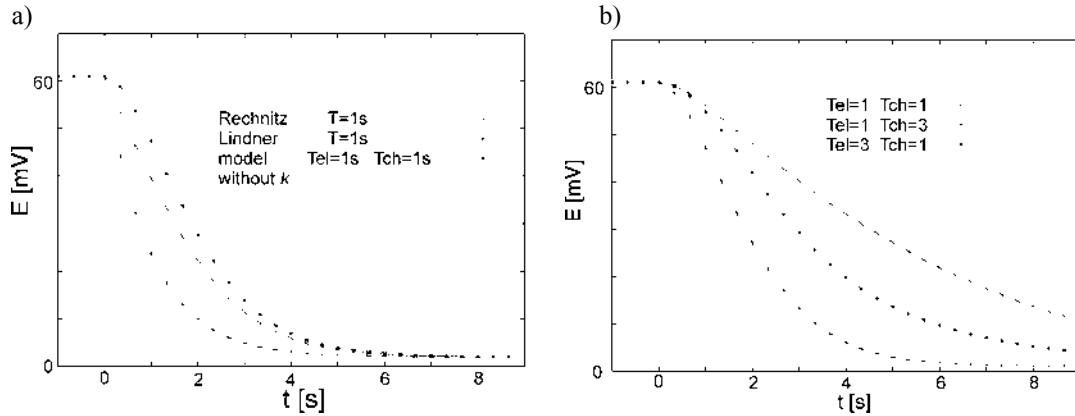 a)
E [mV]
60
0
Rechnitz T=1s
Lindner T=1s
model Tel=1s Tch=1s
without k
0 2 4 6 8
t [s]
b)
E [mV]
60
0
Tel=1 Tch=1
Tel=1 Tch=3
Tel=3 Tch=1
0 2 4 6 8
t [s]